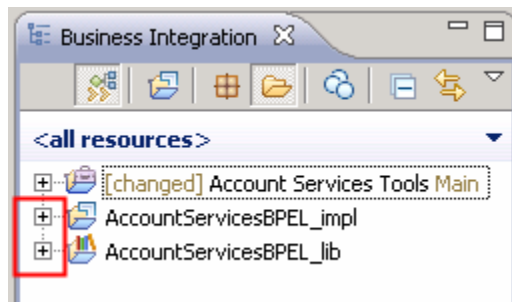 Business Integration
<all resources>
[changed] Account Services Tools Main
AccountServicesBPEL_impl
AccountServicesBPEL_lib